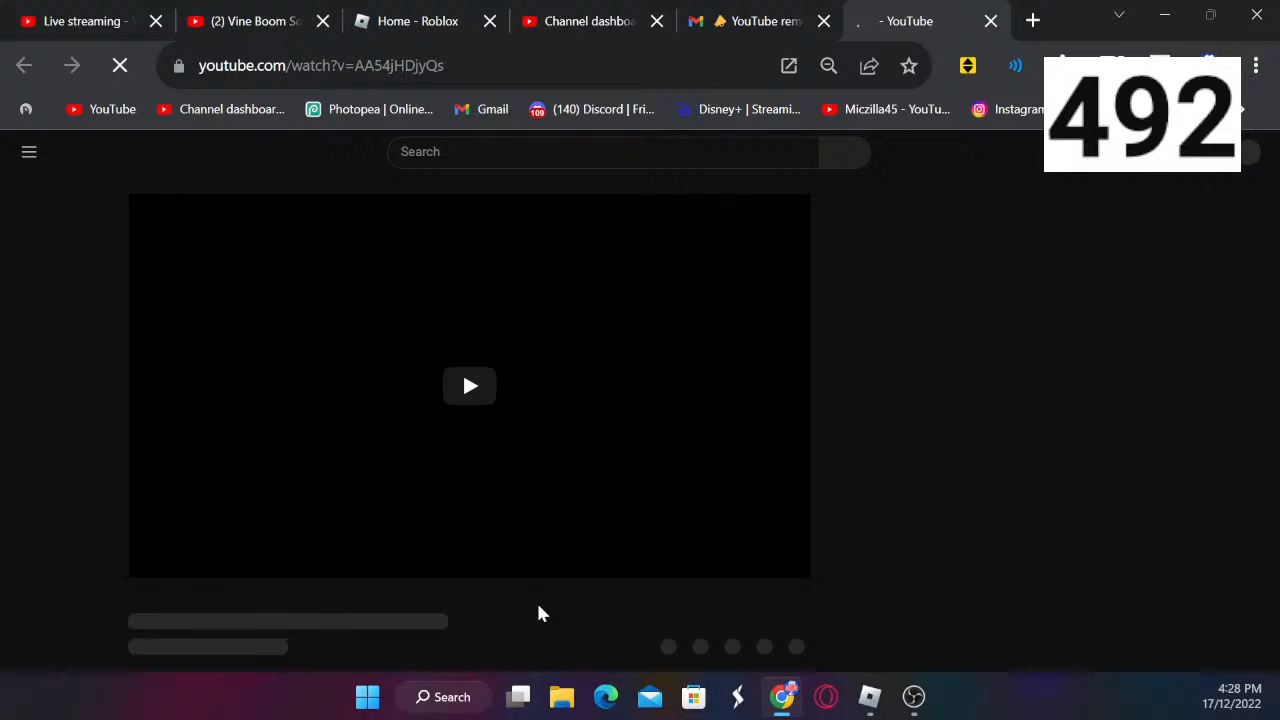 Live streaming -
(2) Vine Boom So
Home - Roblox
Channel dashboa
YouTube rem
- YouTube
youtube.com/watch?v=AJ54jHDjyQs
YouTube
Channel dashboar...
Photopea | Online...
Gmail
109
(140) Discord | Fri...
Disney+ | Streami...
Miczilla45 - YouTu...
Instagram
492
Search
Search
4:28 PM
17/12/2022